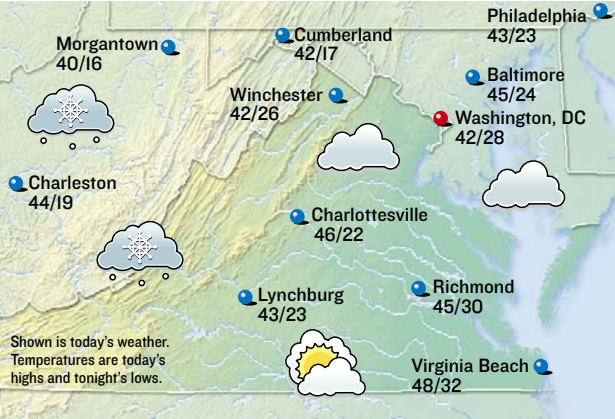 Philadelphia
43/23
Cumberland
42/17
Morgantown
40/16
Baltimore
45/24
Winchester
42/26
Washington, DC
42/28
Charleston
44/19
Charlottesville
46/22
Richmond
45/30
Lynchburg
43/23
Shown is today's weather.
Temperatures are today's
highs and tonight's lows.
Virginia Beach
48/32